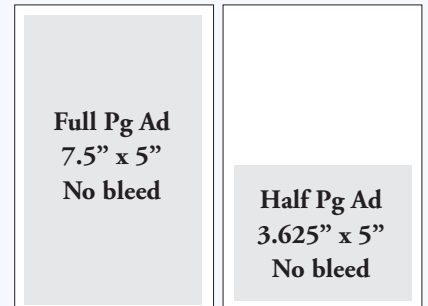 Full Pg Ad
7.5” x 5”
No bleed
Half Pg Ad
3.625” x 5”
No bleed